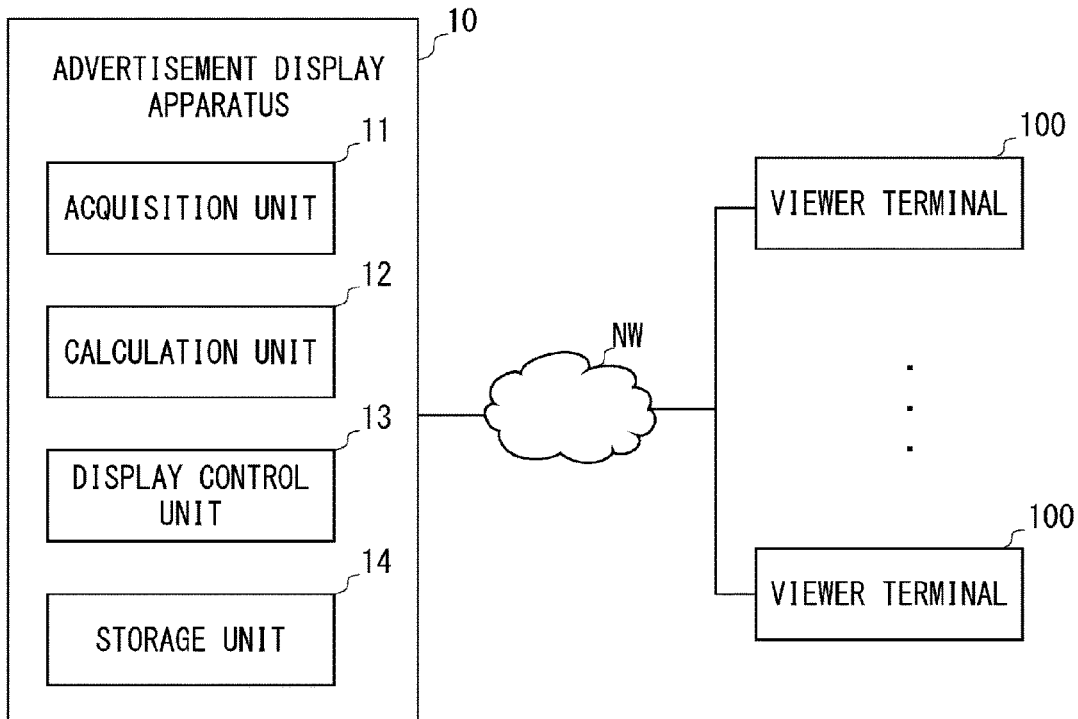 10
ADVERTISEMENT DISPLAY
APPARATUS
11
ACQUISITION UNIT
12
CALCULATION UNIT
13
DISPLAY CONTROL
UNIT
14
STORAGE UNIT
NW
100
VIEWER TERMINAL
100
VIEWER TERMINAL